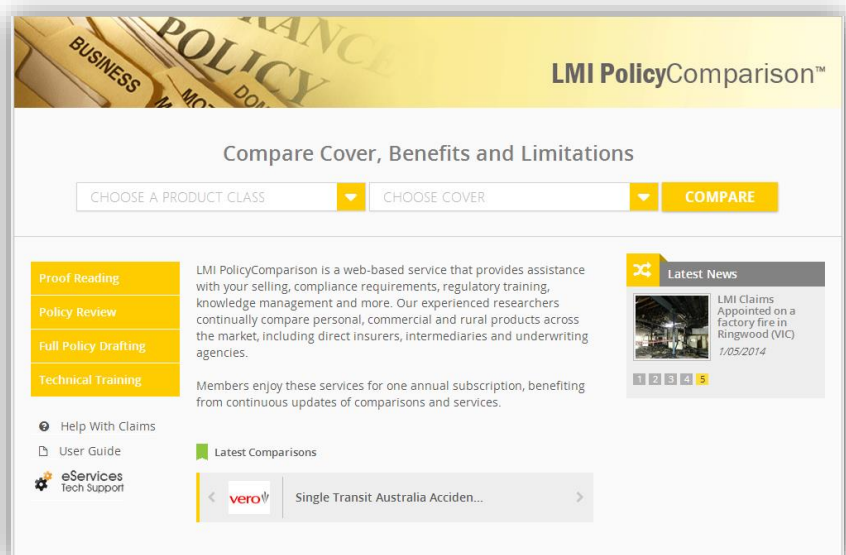 BUSINESS
POLICY
LMI PolicyComparison™
Compare Cover, Benefits and Limitations
CHOOSE A PRODUCT CLASS
CHOOSE COVER
COMPARE
Proof Reading
Policy Review
Full Policy Drafting
Technical Training
Help With Claims
User Guide
eServices
Tech Support
LMI PolicyComparison is a web-based service that provides assistance
with your selling, compliance requirements, regulatory training,
knowledge management and more. Our experienced researchers
continually compare personal, commercial and rural products across
the market, including direct insurers, intermediaries and underwriting
agencies.
Members enjoy these services for one annual subscription, benefiting
from continuous updates of comparisons and services.
Latest Comparisons
vero
Single Transit Australia Acciden...
Latest News
LMI Claims
Appointed on a
factory fire in
Ringwood (VIC)
1/05/2014
1 2 3 4 5